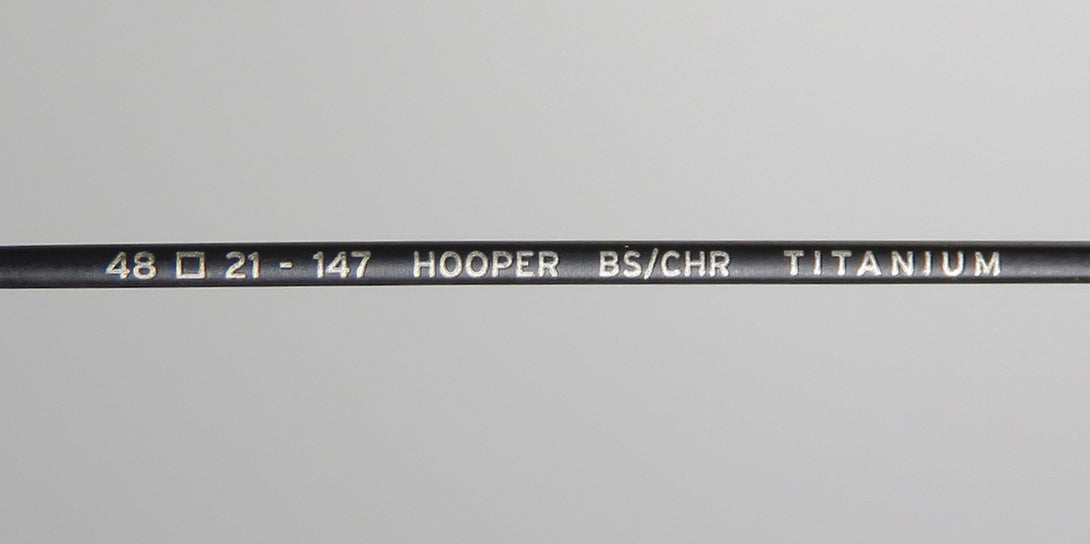 48 □ 21 - 147 HOOPER BS/CHR TITANIUM